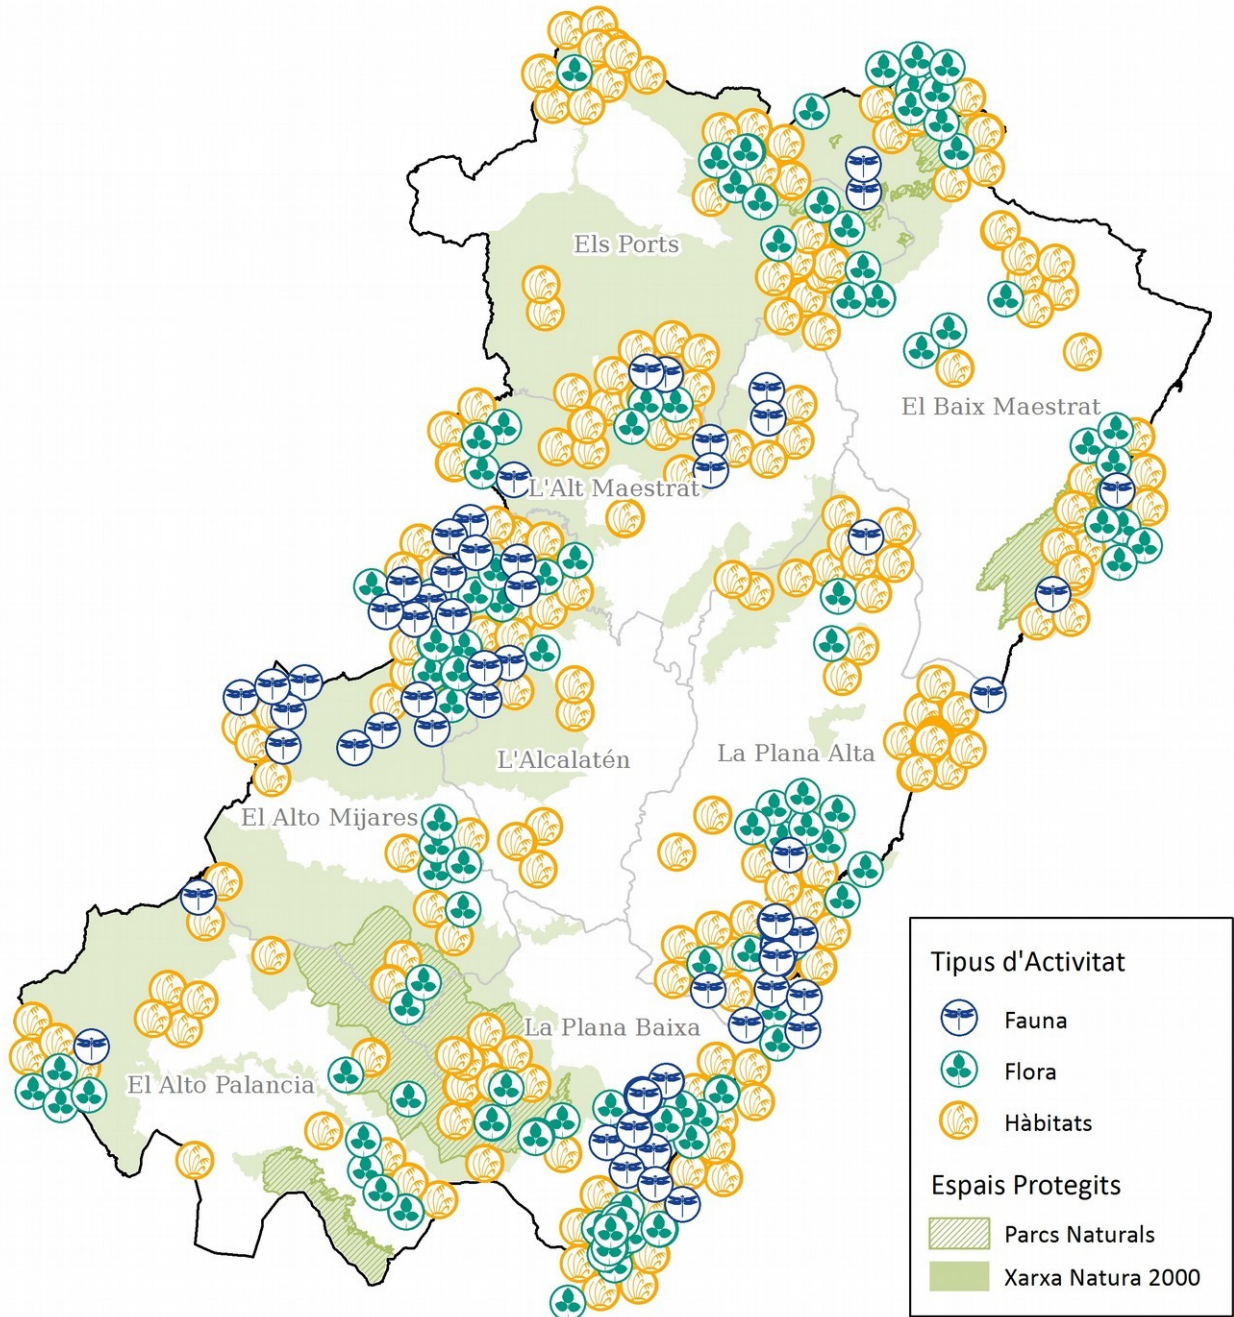 Els Ports
El Baix Maestrat
L'Alt Maestrat
L'Alcalatén
La Plana Alta
El Alto Mijares
La Plana Baixa
El Alto Palancia
Tipus d'Activitat
Fauna
Flora
Hàbitats
Espais Protegits
Parcs Naturals
Xarxa Natura 2000